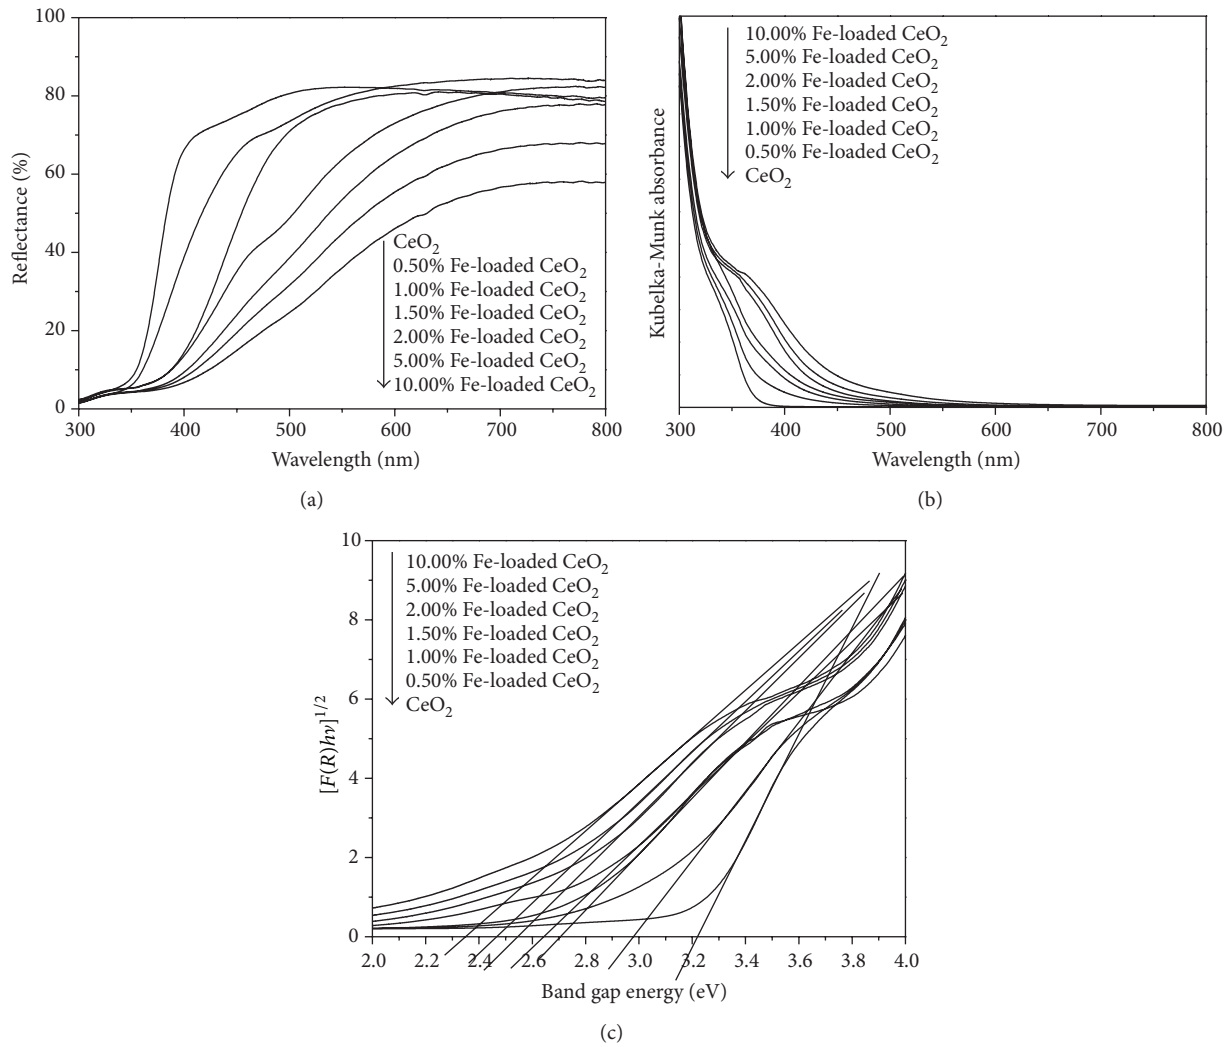 100
80
60
40
20
0
Reflectance (%)
CeO2
0.50% Fe-loaded CeO2
1.00% Fe-loaded CeO2
1.50% Fe-loaded CeO2
2.00% Fe-loaded CeO2
5.00% Fe-loaded CeO2
10.00% Fe-loaded CeO2
300 400 500 600 700 800
Wavelength (nm)
(a)
Kubelka-Munk absorbance
10.00% Fe-loaded CeO2
5.00% Fe-loaded CeO2
2.00% Fe-loaded CeO2
1.50% Fe-loaded CeO2
1.00% Fe-loaded CeO2
0.50% Fe-loaded CeO2
CeO2
300 400 500 600 700 800
Wavelength (nm)
(b)
10
8
6
4
2
0
[F(R)hν]^1/2
10.00% Fe-loaded CeO2
5.00% Fe-loaded CeO2
2.00% Fe-loaded CeO2
1.50% Fe-loaded CeO2
1.00% Fe-loaded CeO2
0.50% Fe-loaded CeO2
CeO2
2.0 2.2 2.4 2.6 2.8 3.0 3.2 3.4 3.6 3.8 4.0
Band gap energy (eV)
(c)